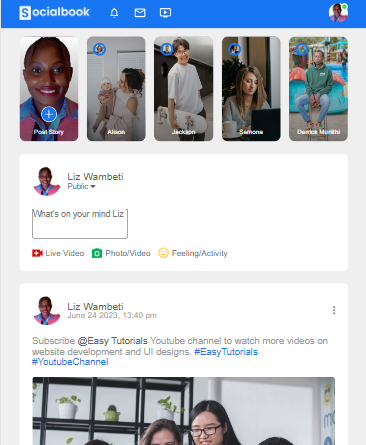 Socialbook
Post Story
Alison
Jackson
Samona
Derrick Muriithi
Liz Wambeti
Public
What's on your mind Liz
Live Video
Photo/Video
Feeling/Activity
Liz Wambeti
June 24 2023, 13:40 pm
Subscribe @Easy Tutorials Youtube channel to watch more videos on
website development and UI designs. #EasyTutorials
#YoutubeChannel